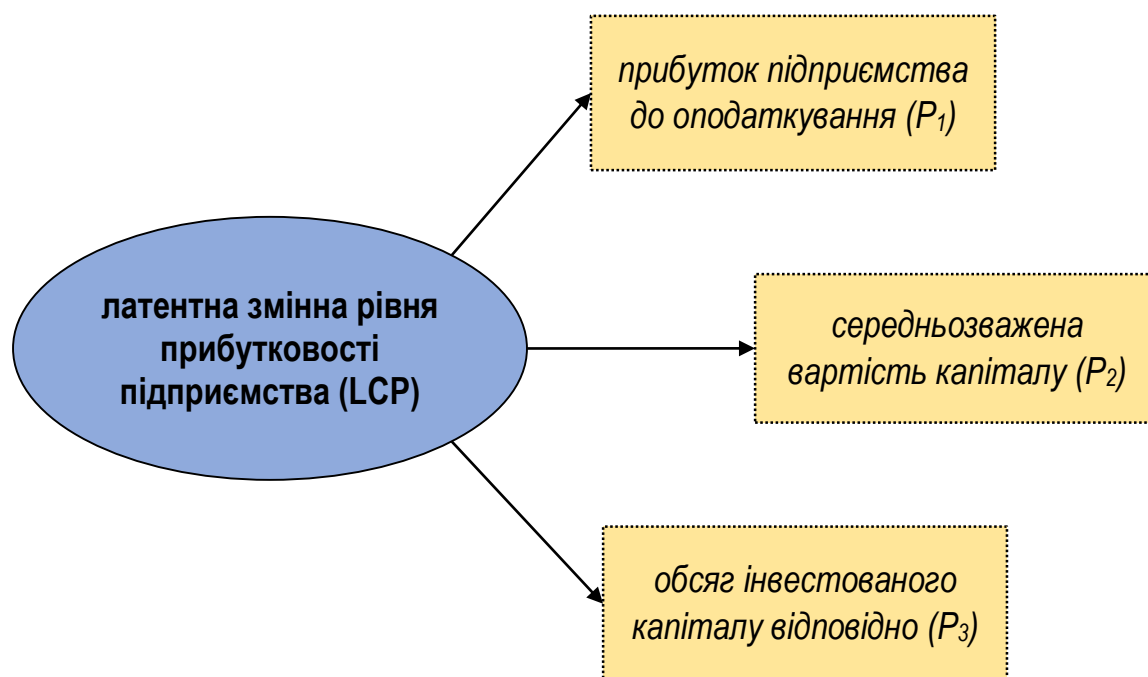 прибуток підприємства
до оподаткування (P₁)
латентна змінна рівня
прибутковості
підприємства (LCP)
середньозважена
вартість капіталу (P₂)
обсяг інвестованого
капіталу відповідно (P₃)